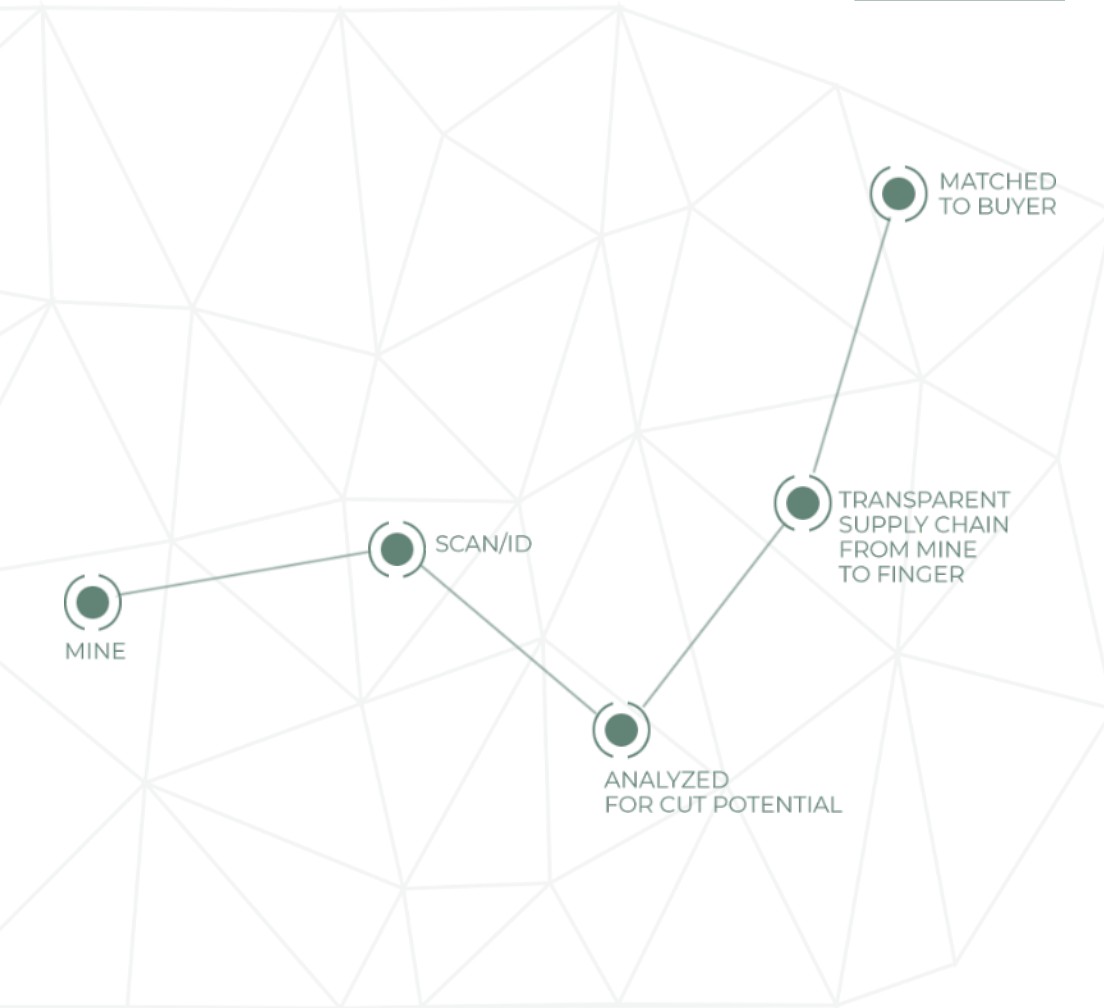 MATCHED
TO BUYER
TRANSPARENT
SUPPLY CHAIN
FROM MINE
TO FINGER
SCAN/ID
MINE
ANALYZED
FOR CUT POTENTIAL